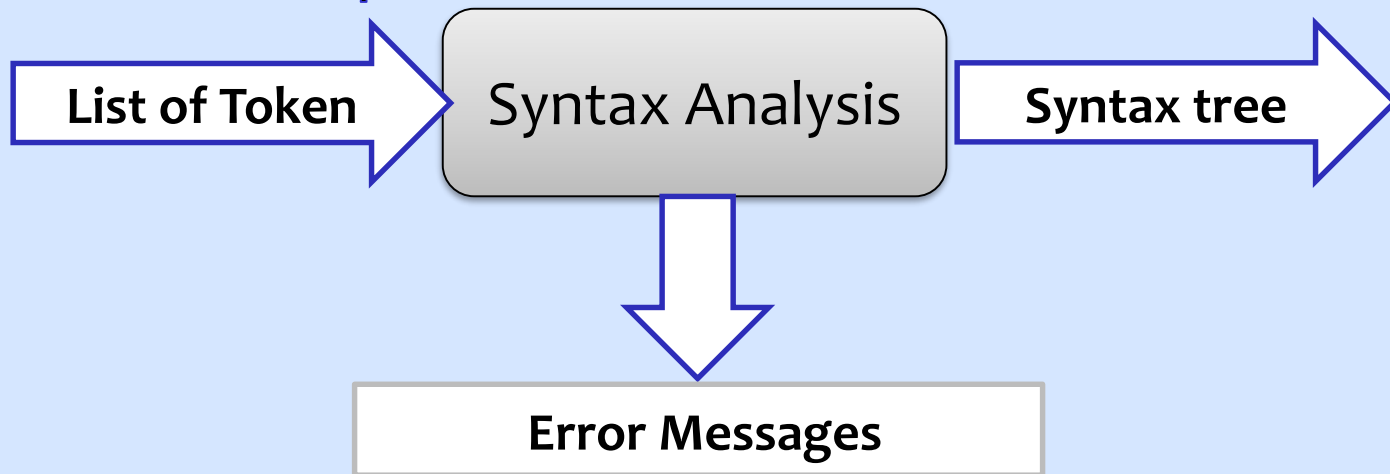 List of Token
Syntax Analysis
Syntax tree
Error Messages